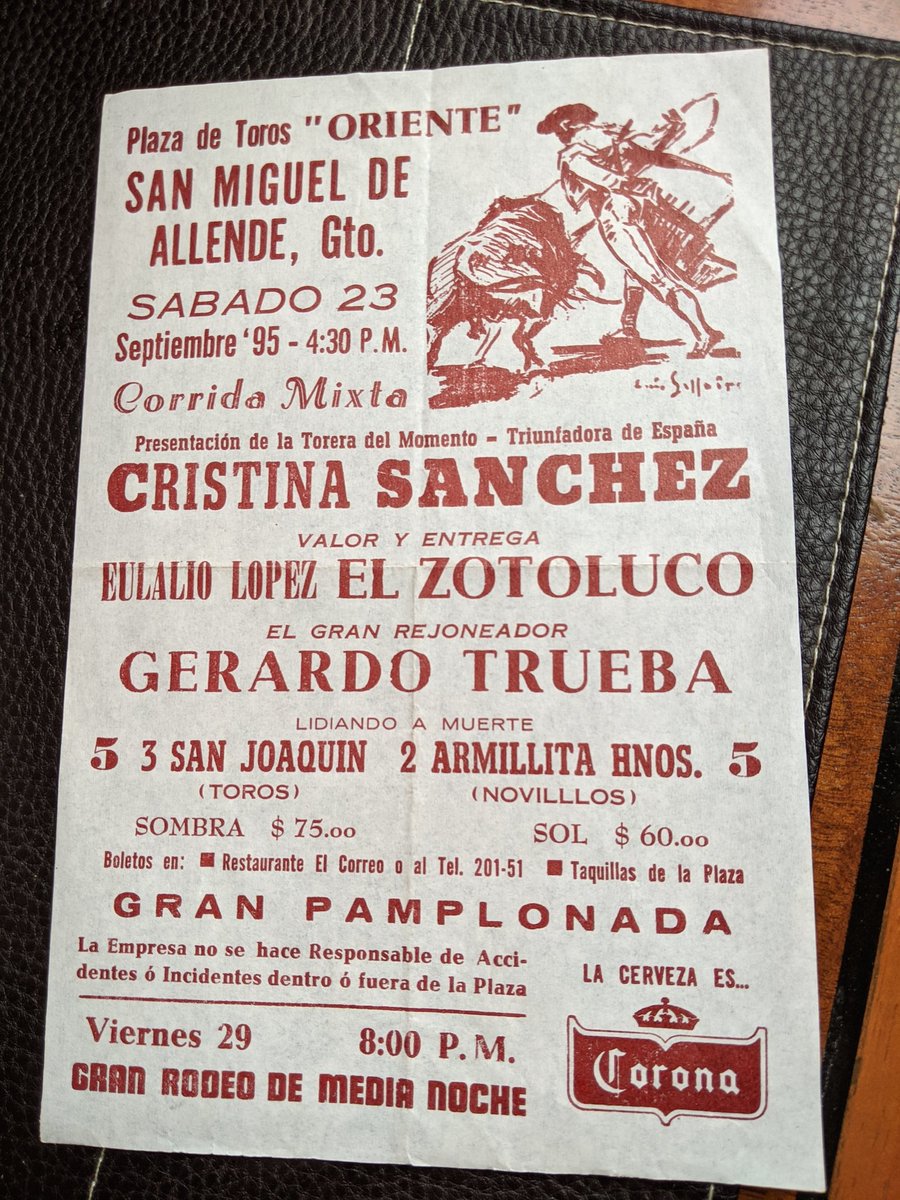 Plaza de Toros "ORIENTE"
SAN MIGUEL DE
ALLENDE, Gto.
SABADO 23
Septiembre '95 - 4:30 P.M.
Corrida Mixta
Presentación de la Torera del Momento - Triunfadora de España
CRISTINA SANCHEZ
VALOR Y ENTREGA
EULALIO LOPEZ EL ZOTOLUCO
EL GRAN REJONEADOR
GERARDO TRUEBA
LIDIANDO A MUERTE
5 3 SAN JOAQUIN 2 ARMILLITA HNOS. 5
(TOROS) (NOVILLLOS)
SOMBRA $ 75.00 SOL $ 60.00
Boletos en: ■ Restaurante El Correo o al Tel. 201-51 ■ Taquillas de la Plaza
GRAN PAMPLONADA
La Empresa no se hace Responsable de Acci-
dentes ó Incidentes dentro ó fuera de la Plaza
LA CERVEZA ES...
Corona
Viernes 29 8:00 P.M.
GRAN RODEO DE MEDIA NOCHE